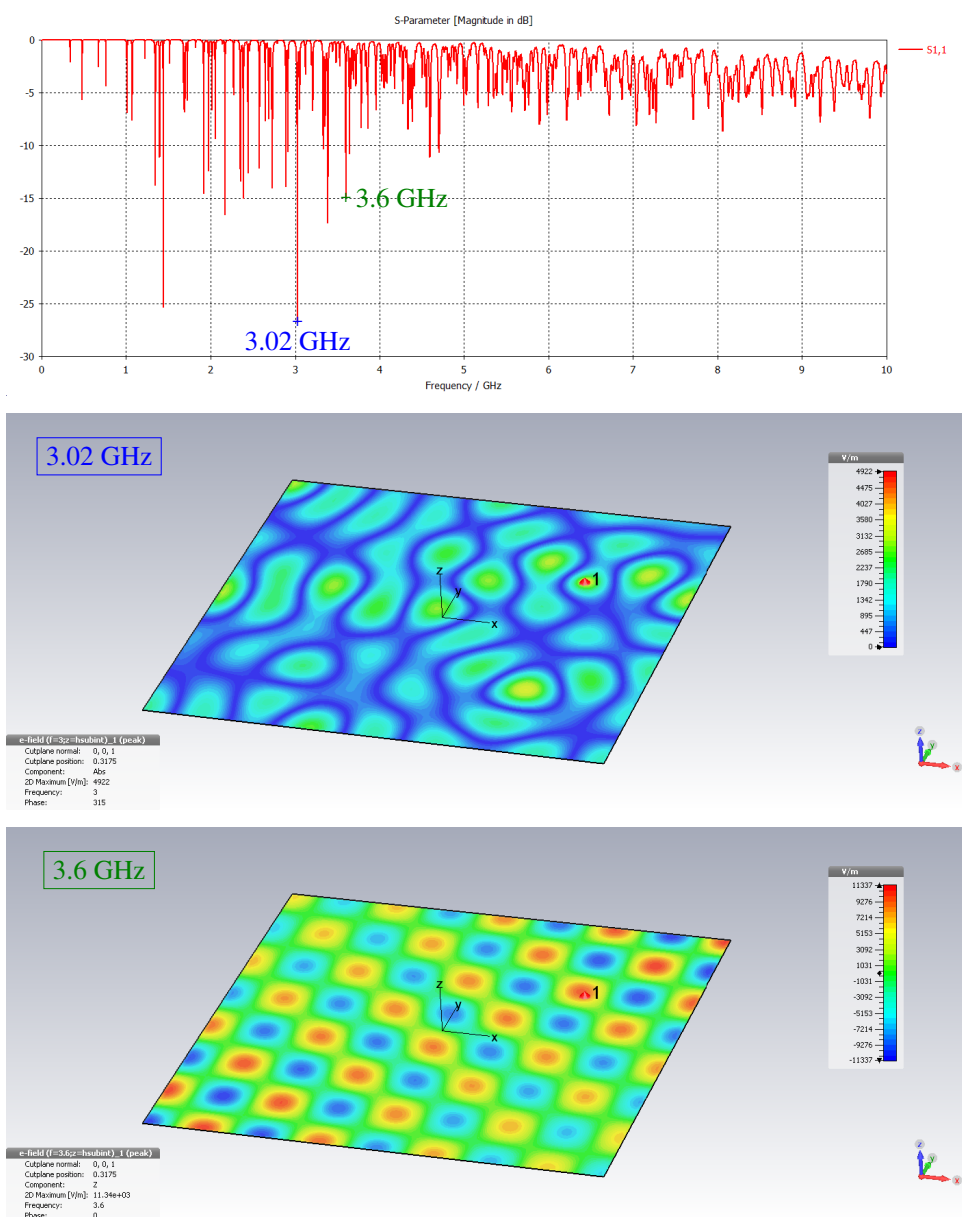 S-Parameter [Magnitude in dB]
0
-5
-10
-15
-20
-25
-30
S1,1
3.6 GHz
3.02 GHz
0 1 2 3 4 5 6 7 8 9 10
Frequency / GHz
3.02 GHz
V/m
4922
4475
4027
3580
3132
2685
2237
1790
1342
895
447
0
z
y
x
1
e-field (f=3;z=hsubint)_1 (peak)
Cutplane normal: 0, 0, 1
Cutplane position: 0.3175
Component: Abs
2D Maximum [V/m]: 4922
Frequency: 3
Phase: 315
z
y
x
3.6 GHz
V/m
11337
9276
7214
5153
3092
1031
-1031
-3092
-5153
-7214
-9276
-11337
z
y
x
1
e-field (f=3.6;z=hsubint)_1 (peak)
Cutplane normal: 0, 0, 1
Cutplane position: 0.3175
Component: Z
2D Maximum [V/m]: 11.34e+03
Frequency: 3.6
Phase: 0
z
y
x